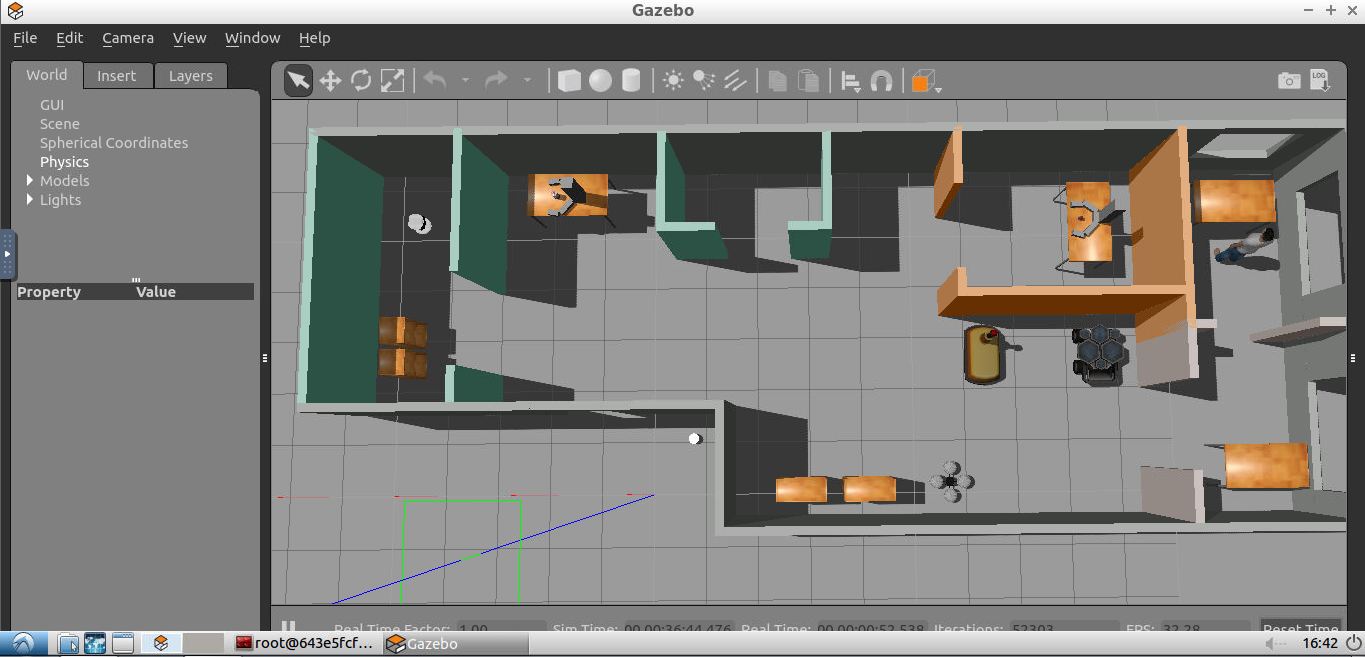 Gazebo
File Edit Camera View Window Help
World Insert Layers
LOG
GUI
Scene
Spherical Coordinates
Physics
Models
Lights
Property Value
Real Time Factor: 1.00 Sim Time: 00 00:36:44.476 Real Time: 00 00:00:52.538 Iterations: 52303 FPS: 32.28 Reset Time
root@643e5fcf... Gazebo 16:42